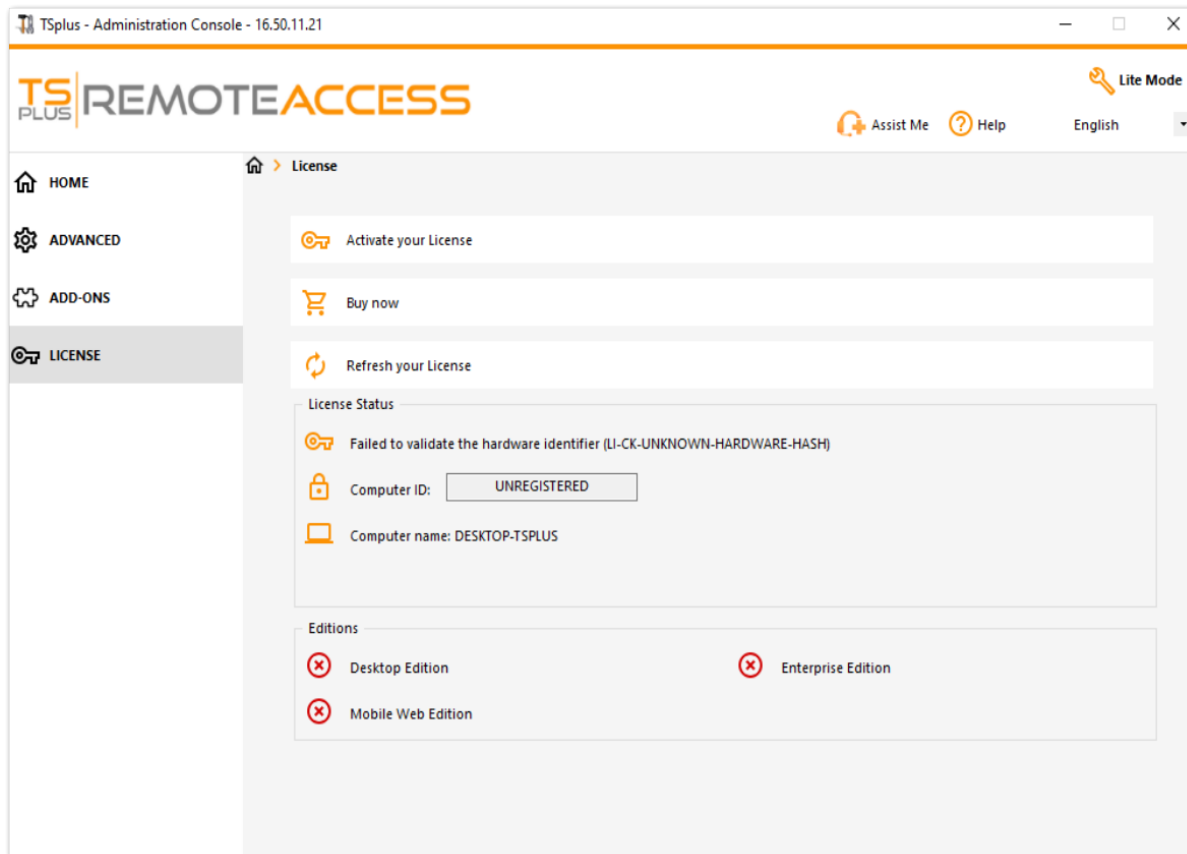 TSplus - Administration Console - 16.50.11.21
TS PLUS REMOTEACCESS
Lite Mode
Assist Me
Help
English
HOME
ADVANCED
ADD-ONS
LICENSE
License
Activate your License
Buy now
Refresh your License
License Status
Failed to validate the hardware identifier (LI-CK-UNKNOWN-HARDWARE-HASH)
Computer ID: UNREGISTERED
Computer name: DESKTOP-TSPLUS
Editions
Desktop Edition
Enterprise Edition
Mobile Web Edition